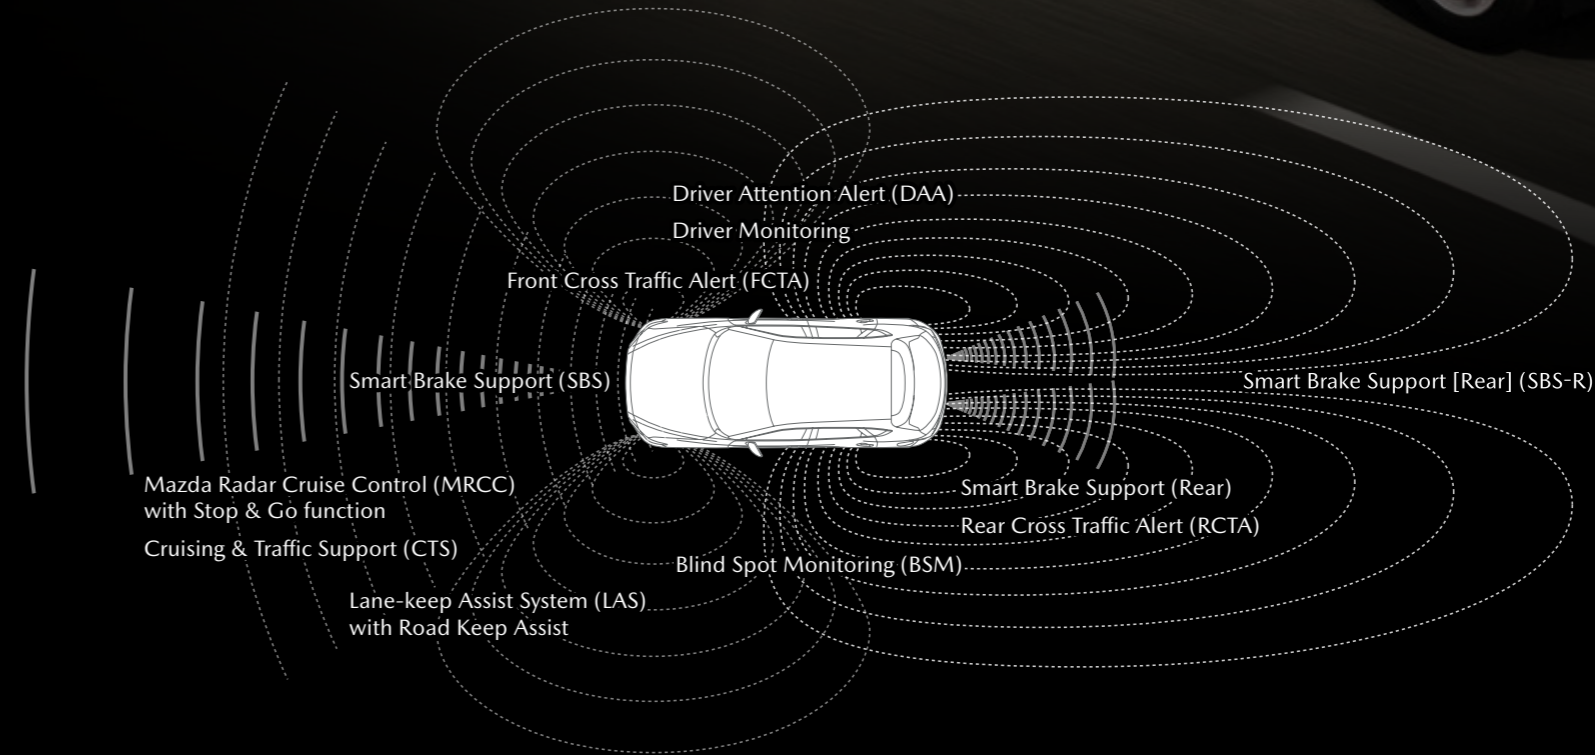 Driver Attention Alert (DAA)
Driver Monitoring
Front Cross Traffic Alert (FCTA)
Smart Brake Support (SBS)
Smart Brake Support [Rear] (SBS-R)
Mazda Radar Cruise Control (MRCC)
with Stop & Go function
Cruising & Traffic Support (CTS)
Smart Brake Support (Rear)
Rear Cross Traffic Alert (RCTA)
Blind Spot Monitoring (BSM)
Lane-keep Assist System (LAS)
with Road Keep Assist